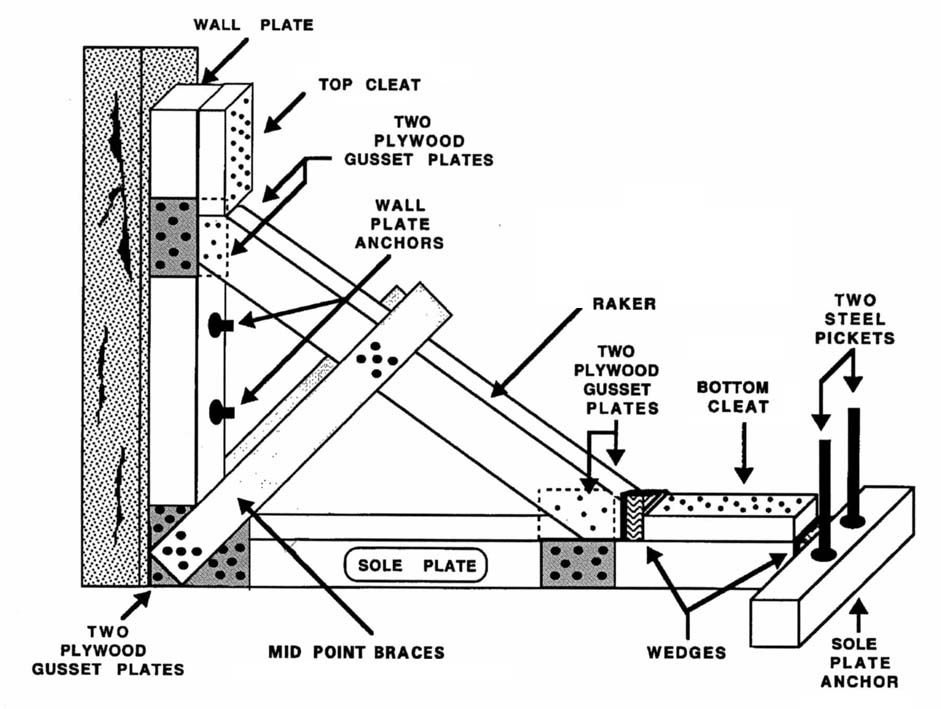 WALL PLATE
TOP CLEAT
TWO
PLYWOOD
GUSSET PLATES
WALL
PLATE
ANCHORS
RAKER
TWO
STEEL
PICKETS
TWO
PLYWOOD
GUSSET
PLATES
BOTTOM
CLEAT
SOLE PLATE
TWO
PLYWOOD
GUSSET PLATES
MID POINT BRACES
WEDGES
SOLE
PLATE
ANCHOR